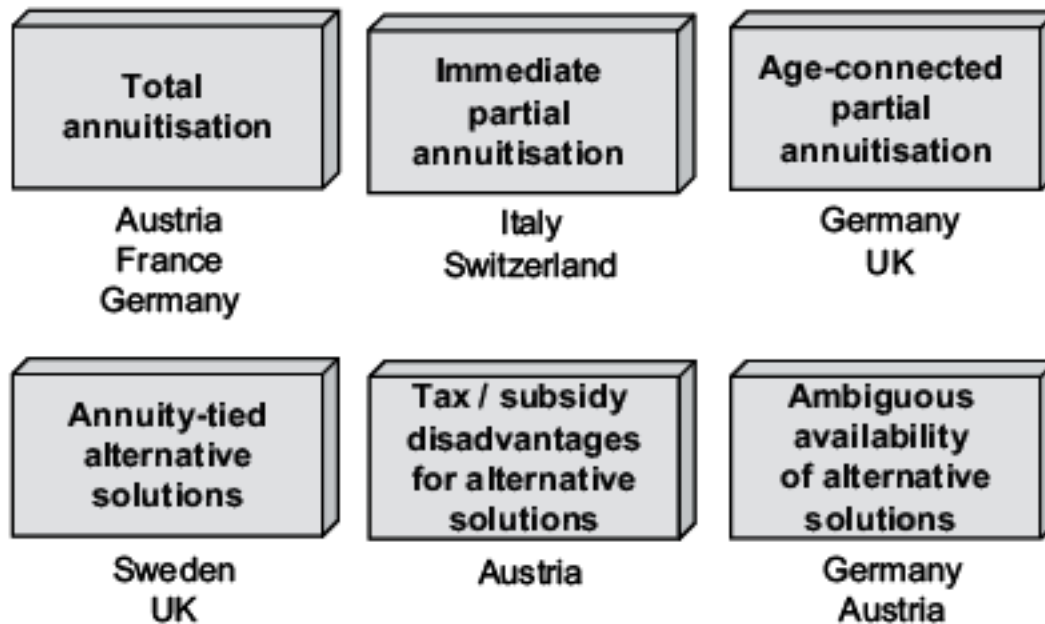 Total
annuitisation
Austria
France
Germany
Immediate
partial
annuitisation
Italy
Switzerland
Age-connected
partial
annuitisation
Germany
UK
Annuity-tied
alternative
solutions
Sweden
UK
Tax / subsidy
disadvantages
for alternative
solutions
Austria
Ambiguous
availability
of alternative
solutions
Germany
Austria